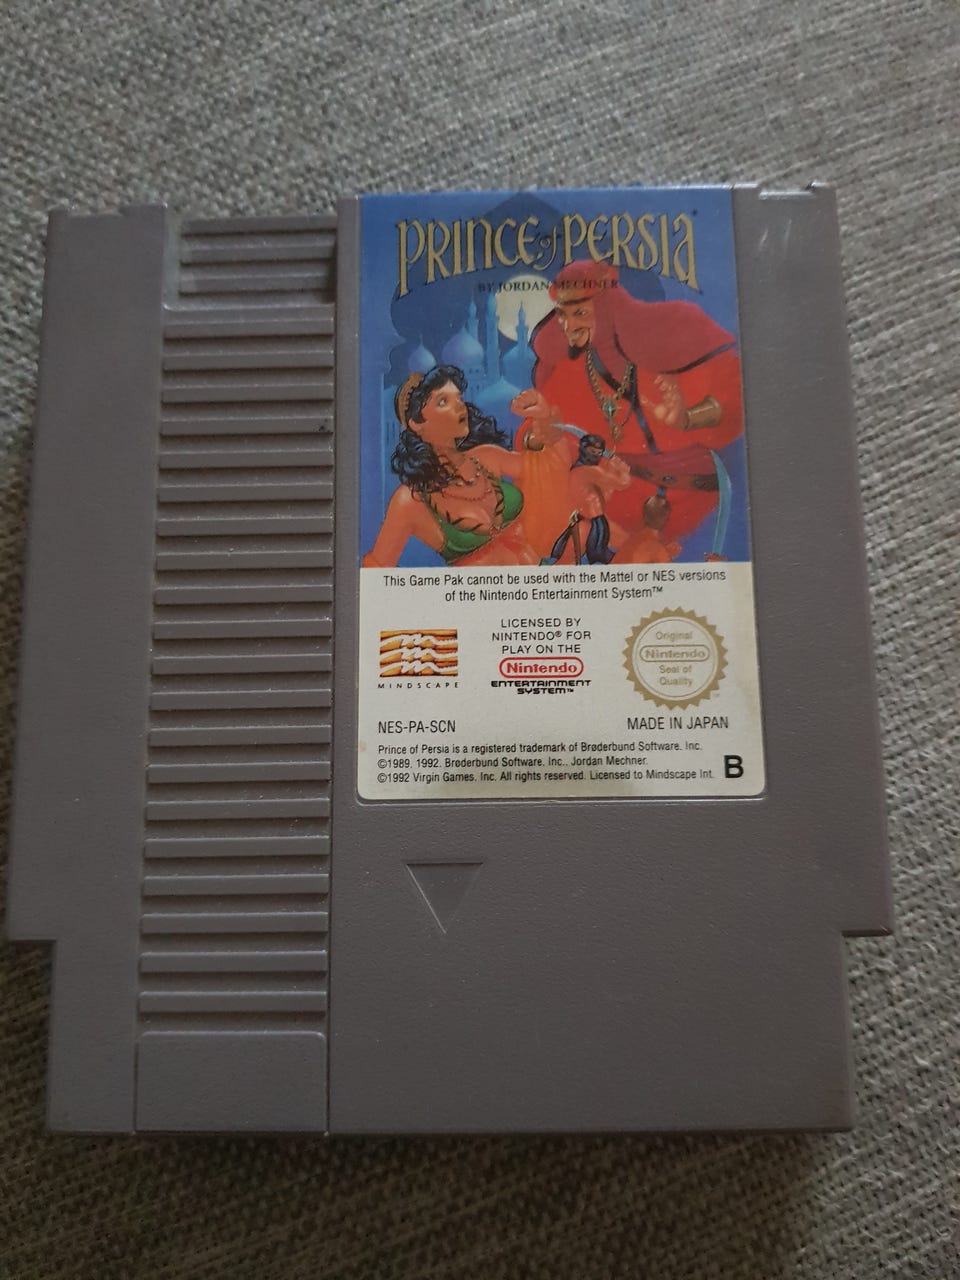 PRINCE of PERSIA
BY JORDAN MECHNER
This Game Pak cannot be used with the Mattel or NES versions
of the Nintendo Entertainment System™
LICENSED BY
NINTENDO® FOR
PLAY ON THE
Nintendo
ENTERTAINMENT
SYSTEM™
Original
Nintendo
Seal of
Quality
MINDSCAPE
NES-PA-SCN
MADE IN JAPAN
Prince of Persia is a registered trademark of Brøderbund Software. Inc.
©1989. 1992. Brøderbund Software. Inc.. Jordan Mechner.
©1992 Virgin Games. Inc. All rights reserved. Licensed to Mindscape Int.
B